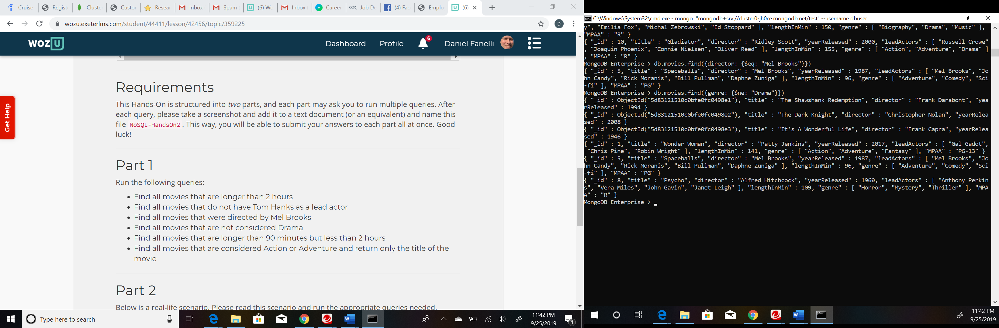 Cruise
Regist
Cluste
Custor
Resear
Inbox
Spam
(6) Wo
Inbox
Career
COX Job De
(4) Fac
Emplo
(6)
wozu.exeterlms.com/student/44411/lesson/42456/topic/359225
D
WOZ U
Dashboard
Profile
6
Daniel Fanelli
Get Help
Requirements
This Hands-On is structured into two parts, and each part may ask you to run multiple queries. After
each query, please take a screenshot and add it to a text document (or an equivalent) and name this
file NoSQL-HandsOn2 . This way, you will be able to submit your answers to each part all at once. Good
luck!
Part 1
Run the following queries:
Find all movies that are longer than 2 hours
Find all movies that do not have Tom Hanks as a lead actor
Find all movies that were directed by Mel Brooks
Find all movies that are not considered Drama
Find all movies that are longer than 90 minutes but less than 2 hours
Find all movies that are considered Action or Adventure and return only the title of the
movie
Part 2
Below is a real-life scenario. Please read this scenario and run the appropriate queries needed.
Type here to search
11:42 PM
9/25/2019
1
C:\Windows\System32\cmd.exe - mongo "mongodb+srv://cluster0-jh0ce.mongodb.net/test" --username dbuser
y", "Emilia Fox", "Michal Zebrowski", "Ed Stoppard" ], "lengthInMin" : 150, "genre" : [ "Biography", "Drama", "Music" ],
"MPAA" : "R" }
{ "_id" : 10, "title" : "Gladiator", "director" : "Ridley Scott", "yearReleased" : 2000, "leadActors" : [ "Russell Crowe"
, "Joaquin Phoenix", "Connie Nielsen", "Oliver Reed" ], "lengthInMin" : 155, "genre" : [ "Action", "Adventure", "Drama" ]
, "MPAA" : "R" }
MongoDB Enterprise > db.movies.find({director: {$eq: "Mel Brooks"}})
{ "_id" : 5, "title" : "Spaceballs", "director" : "Mel Brooks", "yearReleased" : 1987, "leadActors" : [ "Mel Brooks", "Jo
hn Candy", "Rick Moranis", "Bill Pullman", "Daphne Zuniga" ], "lengthInMin" : 96, "genre" : [ "Adventure", "Comedy", "Sci
-fi" ], "MPAA" : "PG" }
MongoDB Enterprise > db.movies.find({genre: {$ne: "Drama"}})
{ "_id" : ObjectId("5d83121510c0bfe0fc0498e1"), "title" : "The Shawshank Redemption", "director" : "Frank Darabont", "yea
rReleased" : 1994 }
{ "_id" : ObjectId("5d83121510c0bfe0fc0498e2"), "title" : "The Dark Knight", "director" : "Christopher Nolan", "yearRelea
sed" : 2008 }
{ "_id" : ObjectId("5d83121510c0bfe0fc0498e3"), "title" : "It's A Wonderful Life", "director" : "Frank Capra", "yearRelea
sed" : 1946 }
{ "_id" : 1, "title" : "Wonder Woman", "director" : "Patty Jenkins", "yearReleased" : 2017, "leadActors" : [ "Gal Gadot",
"Chris Pine", "Robin Wright" ], "lengthInMin" : 141, "genre" : [ "Action", "Adventure", "Fantasy" ], "MPAA" : "PG-13" }
{ "_id" : 5, "title" : "Spaceballs", "director" : "Mel Brooks", "yearReleased" : 1987, "leadActors" : [ "Mel Brooks", "Jo
hn Candy", "Rick Moranis", "Bill Pullman", "Daphne Zuniga" ], "lengthInMin" : 96, "genre" : [ "Adventure", "Comedy", "Sci
-fi" ], "MPAA" : "PG" }
{ "_id" : 8, "title" : "Psycho", "director" : "Alfred Hitchcock", "yearReleased" : 1960, "leadActors" : [ "Anthony Perkin
s", "Vera Miles", "John Gavin", "Janet Leigh" ], "lengthInMin" : 109, "genre" : [ "Horror", "Mystery", "Thriller" ], "MPA
A" : "R" }
MongoDB Enterprise >
11:42 PM
9/25/2019